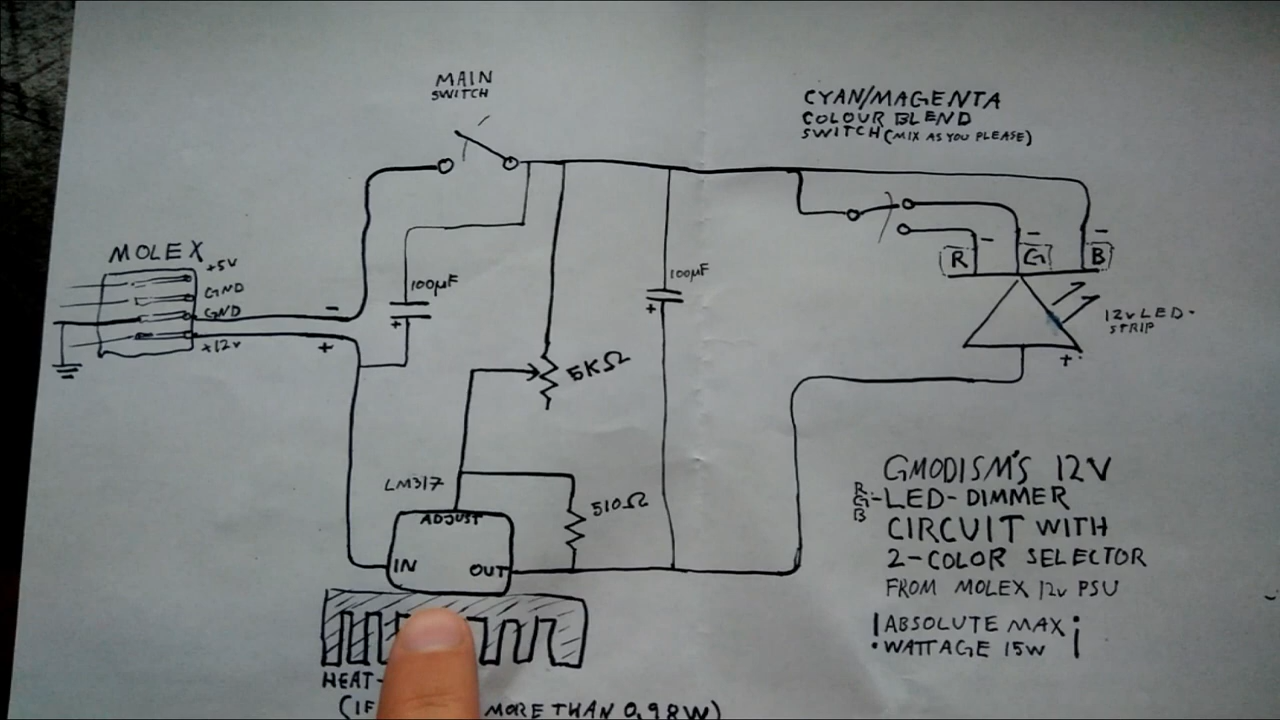 MAIN
SWITCH
CYAN/MAGENTA
COLOUR BLEND
SWITCH (MIX AS YOU PLEASE)
MOLEX
+5V
GND
GND
+12V
-
+
100µF
+
100µF
+
5KΩ
R
-
G
-
B
-
12V LED-
STRIP
+
LM317
ADJUST
IN
OUT
510Ω
GMODISM'S 12V
RGB-LED-DIMMER
CIRCUIT WITH
2-COLOR SELECTOR
FROM MOLEX 12V PSU
!ABSOLUTE MAX¡
WATTAGE 15W
HEAT-
(IF MORE THAN 0,98W)